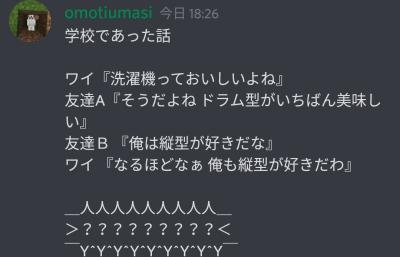 omotiumasi 今日 18:26
学校であった話
ワイ『洗濯機っておいしいよね』
友達A『そうだよね ドラム型がいちばん美味し
い』
友達B 『俺は縦型が好きだな』
ワイ 『なるほどなぁ 俺も縦型が好きだわ』
＿人人人人人人人人人＿
＞？？？？？？？？？＜
￣Y^Y^Y^Y^Y^Y^Y^Y^Y￣